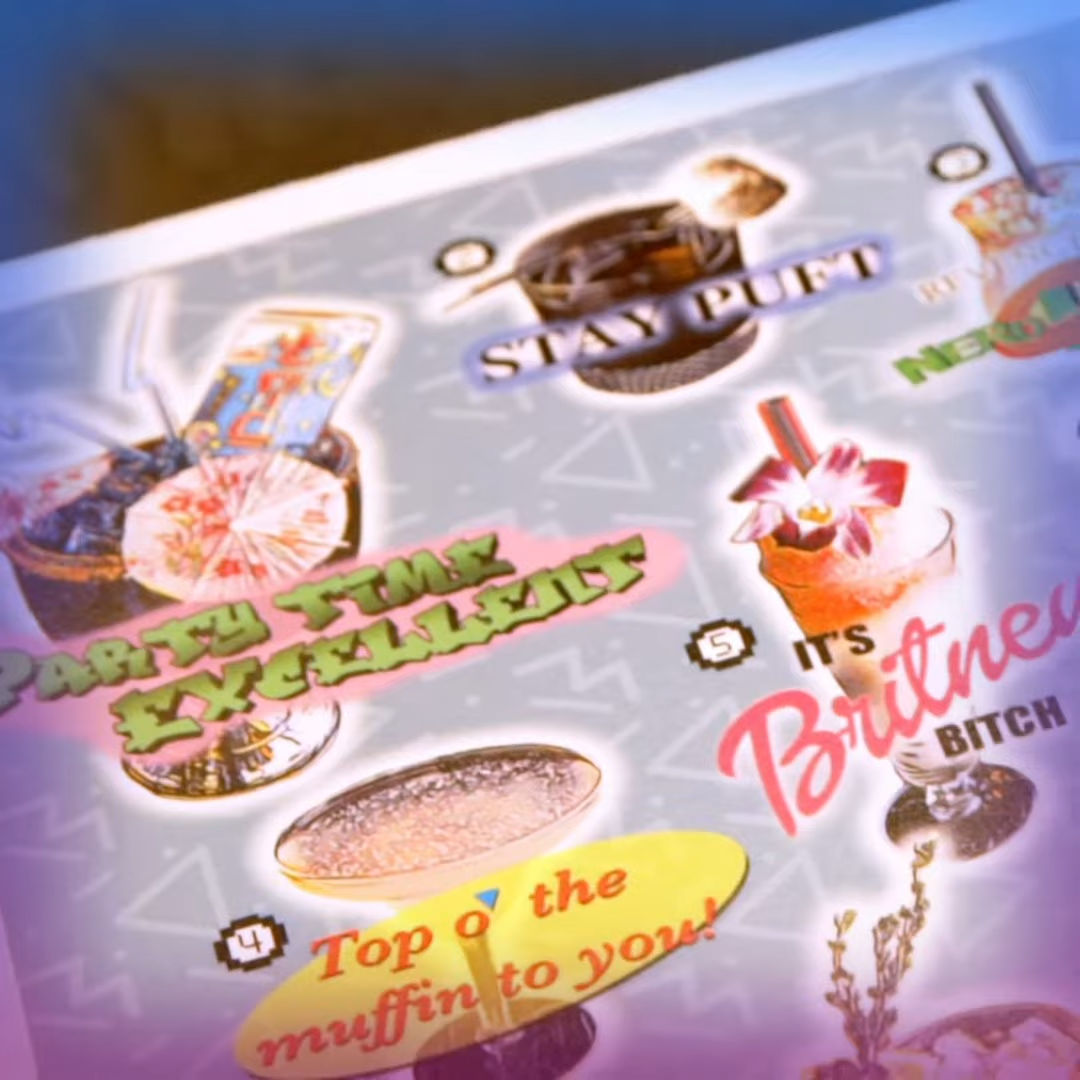 STAY PUFT
PARTY TIME
EXCELLENT
5
IT'S
Britney
BITCH
4
Top o' the
muffin to you!